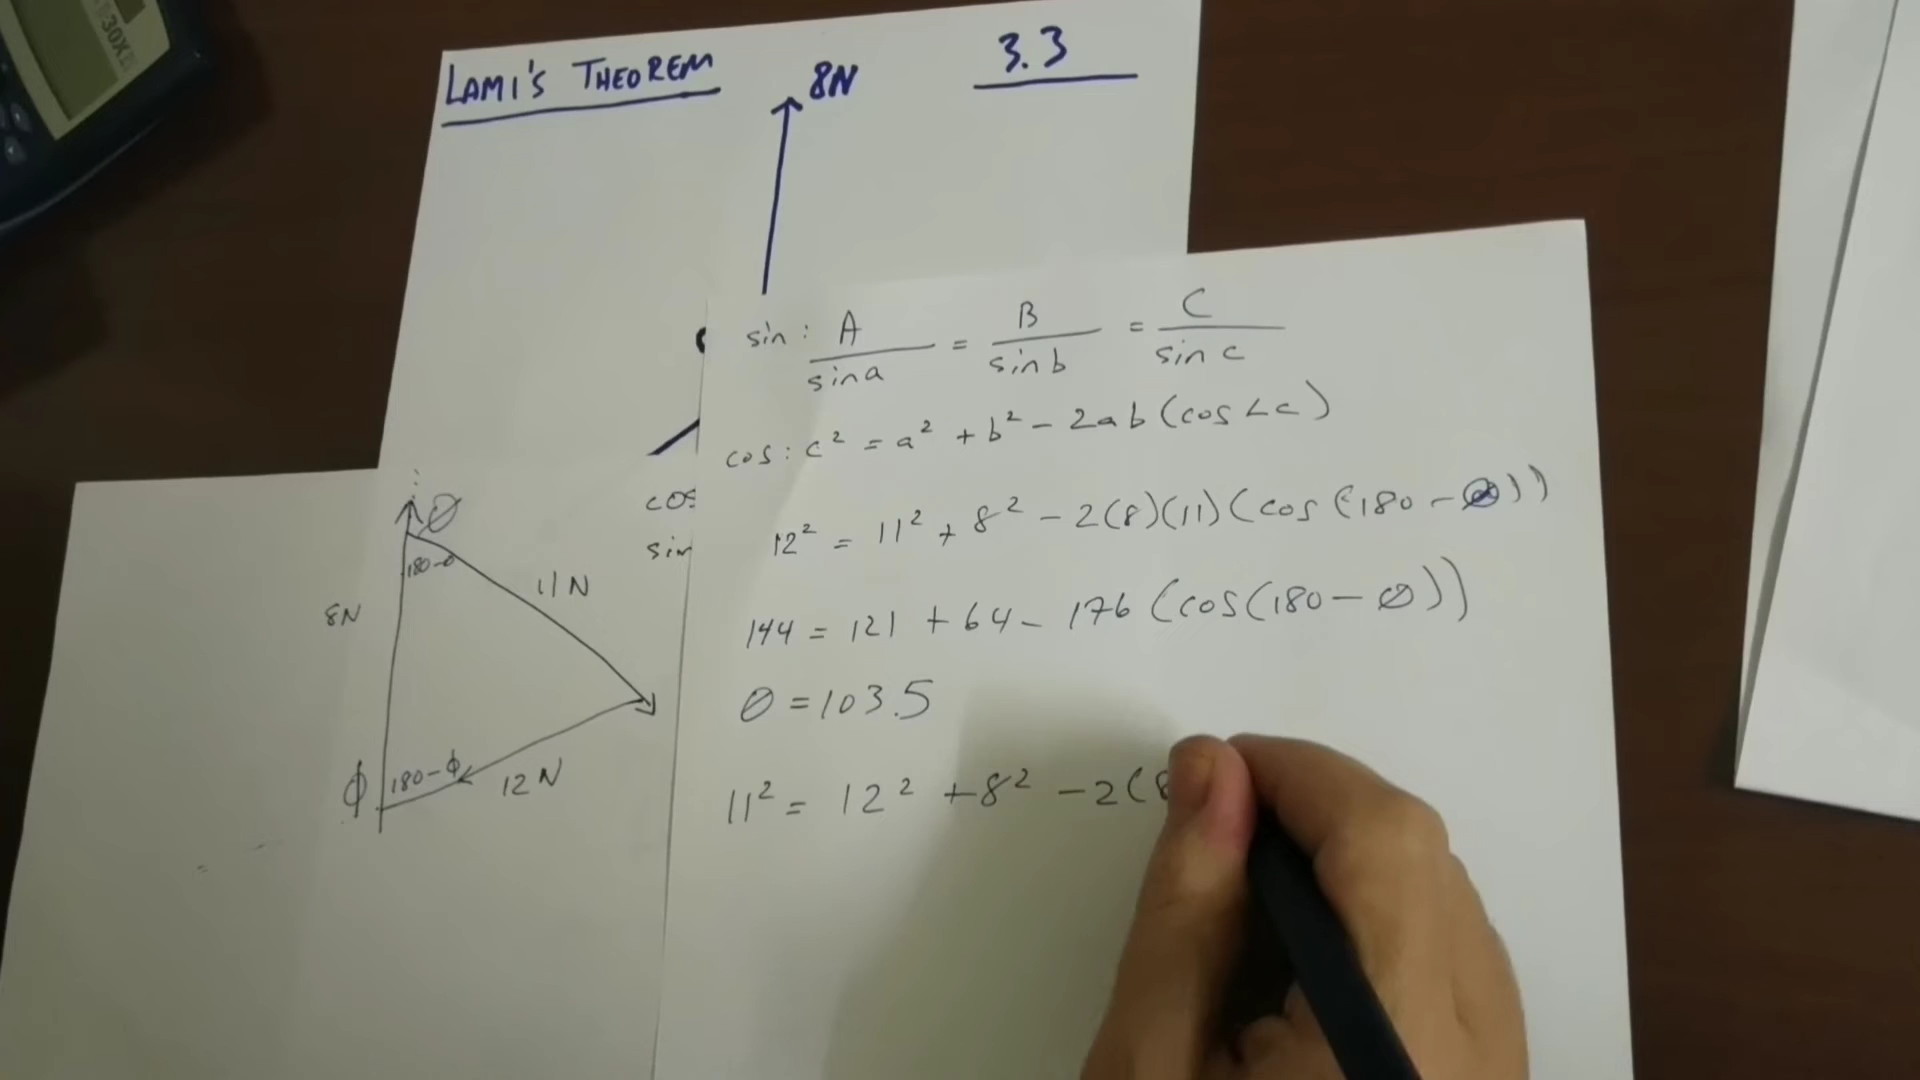 30X
LAMI'S THEOREM
8N
3.3
sin: A/sin a = B/sin b = C/sin c
cos: c² = a² + b² - 2ab (cos ∠c)
12² = 11² + 8² - 2(8)(11)(cos(180 - θ))
144 = 121 + 64 - 176 (cos(180 - θ))
θ = 103.5
11² = 12² + 8² - 2(8
cos
sin
θ
180-θ
11N
8N
ϕ
180-ϕ
12N